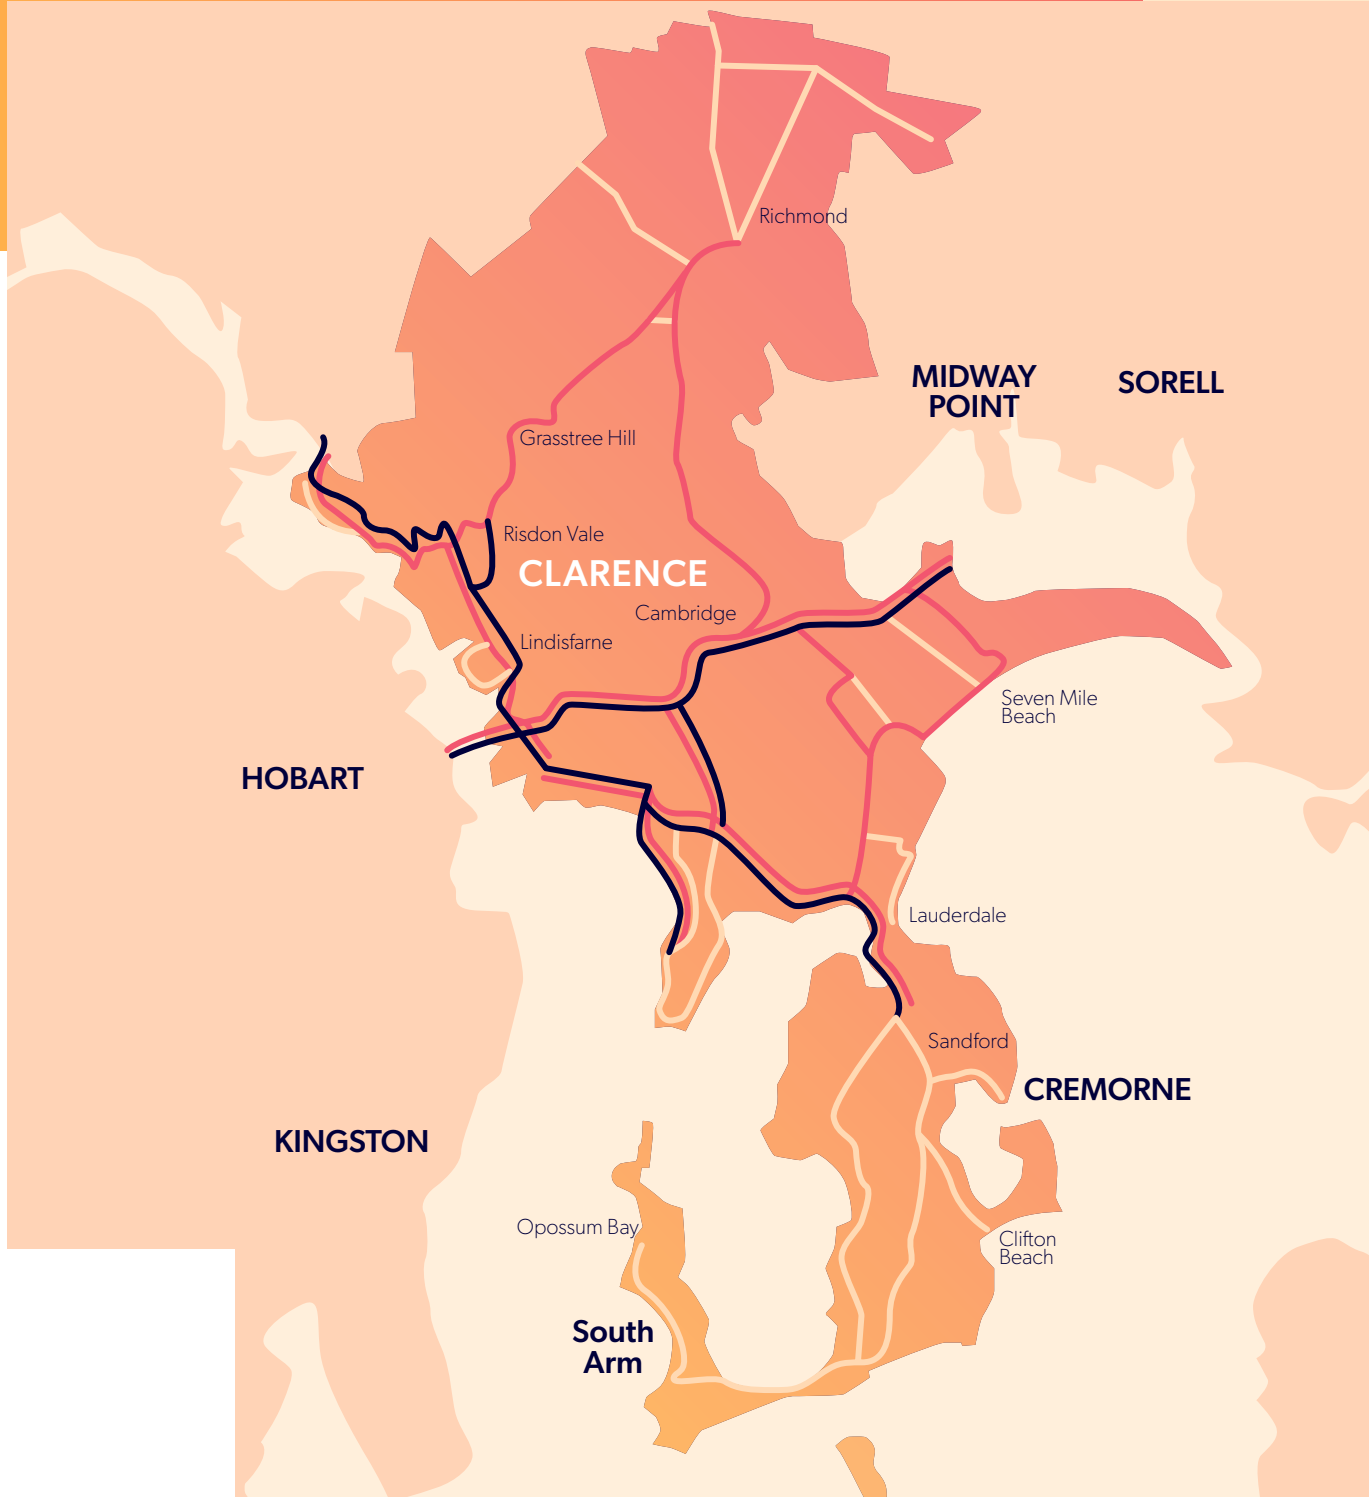 Richmond
MIDWAY
POINT
SORELL
Grasstree Hill
Risdon Vale
CLARENCE
Cambridge
Lindisfarne
Seven Mile
Beach
HOBART
Lauderdale
Sandford
CREMORNE
KINGSTON
Opossum Bay
Clifton
Beach
South
Arm